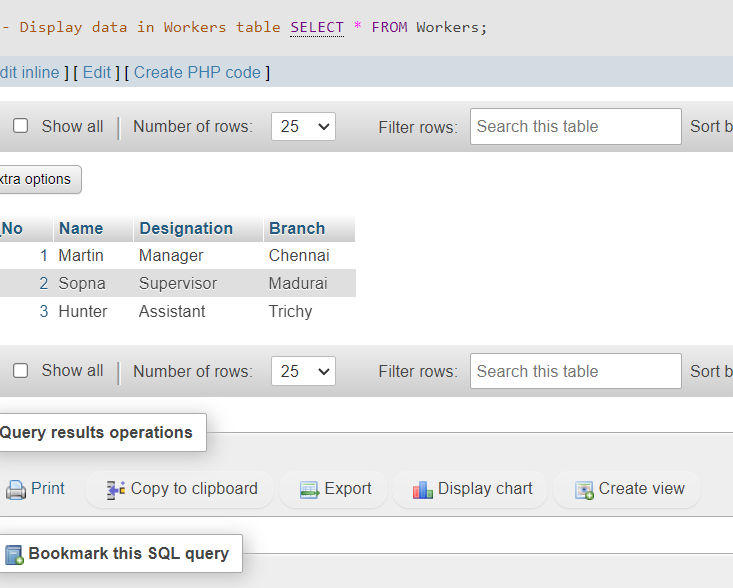 - Display data in Workers table SELECT * FROM Workers;
dit inline ] [ Edit ] [ Create PHP code ]
Show all | Number of rows: 25 Filter rows: Search this table Sort b
xtra options
_No Name Designation Branch
1 Martin Manager Chennai
2 Sopna Supervisor Madurai
3 Hunter Assistant Trichy
Show all | Number of rows: 25 Filter rows: Search this table Sort b
Query results operations
Print Copy to clipboard Export Display chart Create view
Bookmark this SQL query